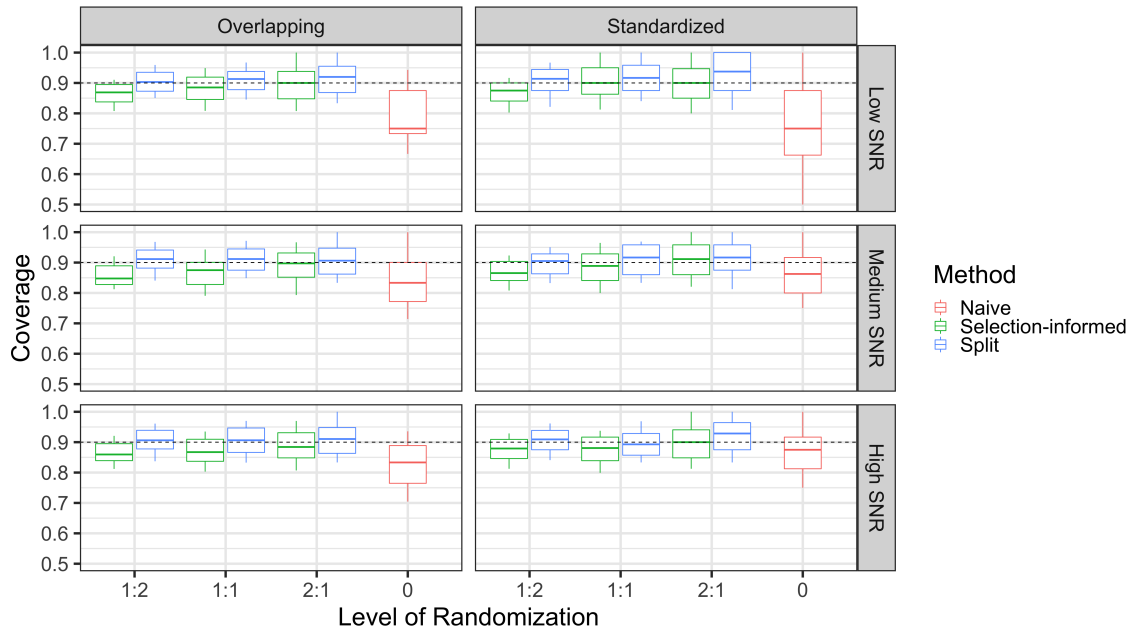 Overlapping
Standardized
Coverage
1.0
0.9
0.8
0.7
0.6
0.5
Low SNR
1.0
0.9
0.8
0.7
0.6
0.5
Medium SNR
1.0
0.9
0.8
0.7
0.6
0.5
High SNR
1:2 1:1 2:1 0
1:2 1:1 2:1 0
Level of Randomization
Method
Naive
Selection-informed
Split